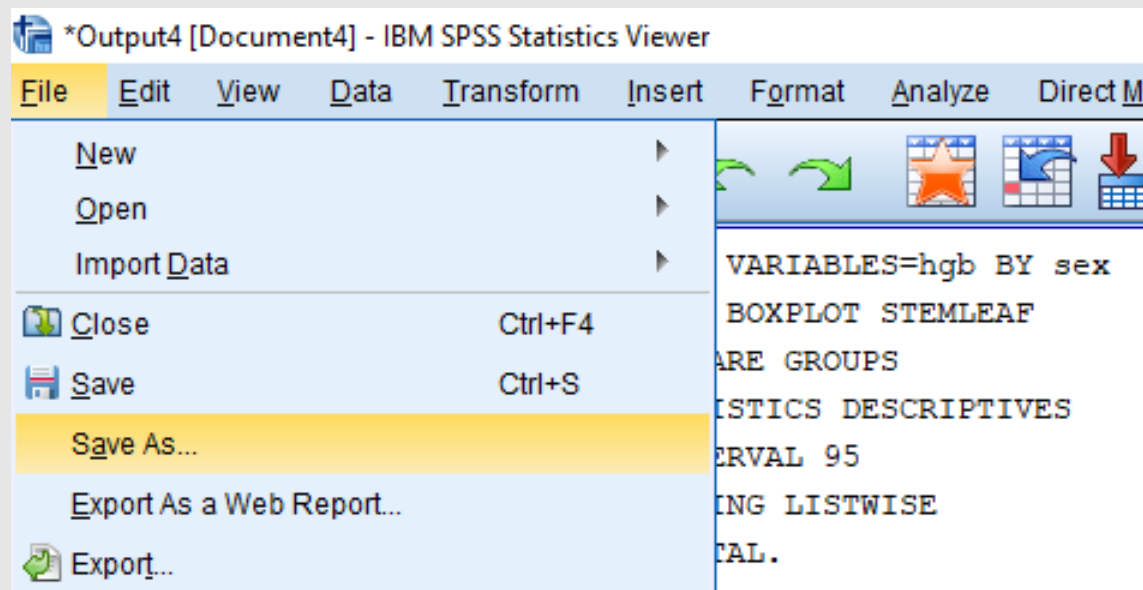 *Output4 [Document4] - IBM SPSS Statistics Viewer
File Edit View Data Transform Insert Format Analyze Direct M
New
Open
Import Data
Close Ctrl+F4
Save Ctrl+S
Save As...
Export As a Web Report...
Export...
VARIABLES=hgb BY sex
BOXPLOT STEMLEAF
ARE GROUPS
ISTICS DESCRIPTIVES
ERVAL 95
ING LISTWISE
TAL.